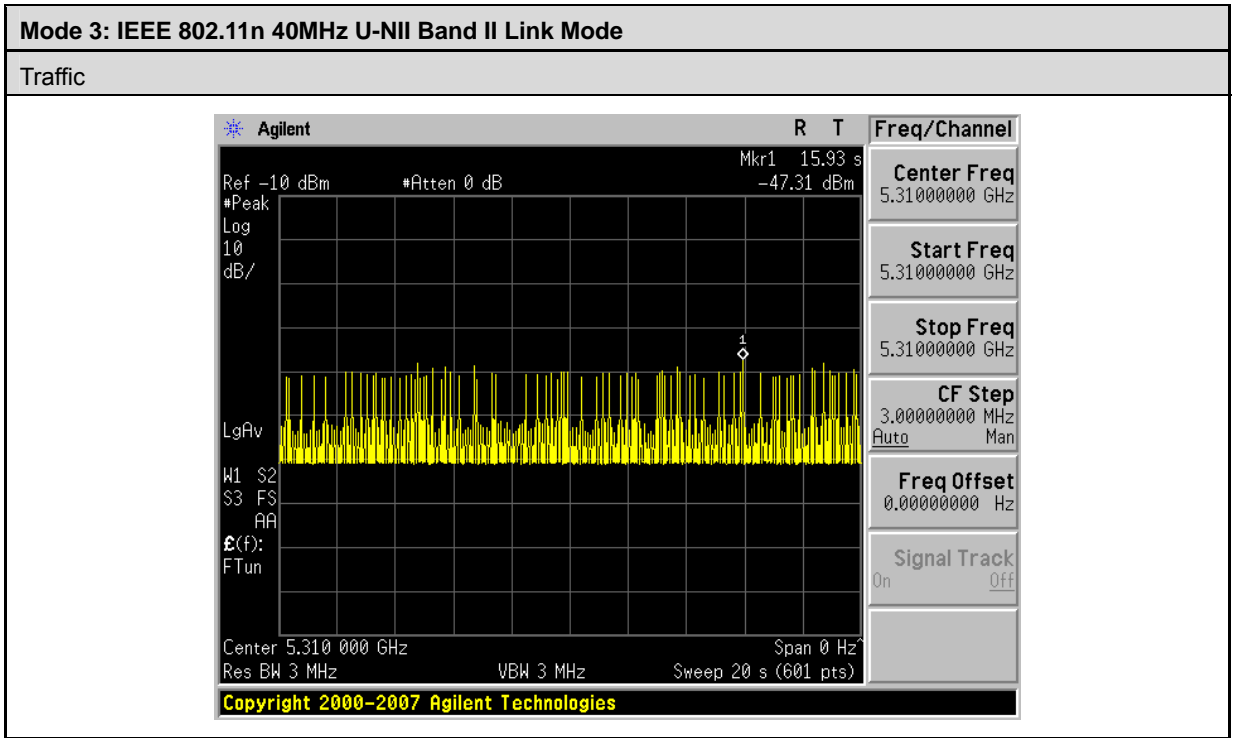 Mode 3: IEEE 802.11n 40MHz U-NII Band II Link Mode
Traffic
Agilent R T Freq/Channel
Mkr1 15.93 s
Ref -10 dBm #Atten 0 dB -47.31 dBm
#Peak
Log
10
dB/
1
LgAv
W1 S2
S3 FS
AA
£(f):
FTun
Center 5.310 000 GHz Span 0 Hz^
Res BW 3 MHz VBW 3 MHz Sweep 20 s (601 pts)
Copyright 2000-2007 Agilent Technologies
Center Freq
5.31000000 GHz
Start Freq
5.31000000 GHz
Stop Freq
5.31000000 GHz
CF Step
3.00000000 MHz
Auto Man
Freq Offset
0.00000000 Hz
Signal Track
On Off